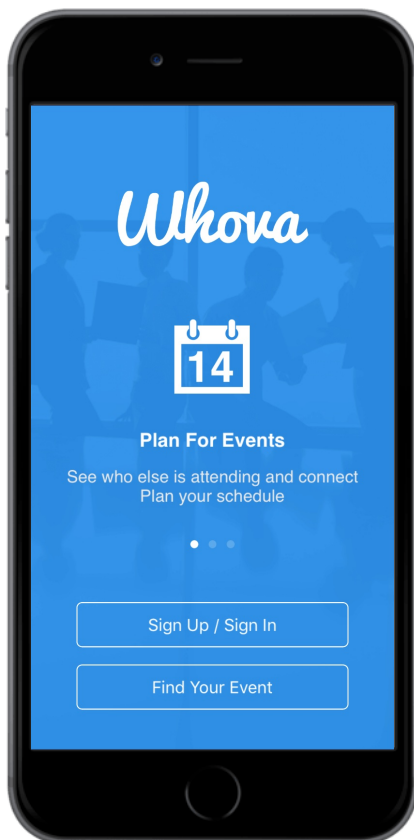 Whova
14
Plan For Events
See who else is attending and connect
Plan your schedule
Sign Up / Sign In
Find Your Event